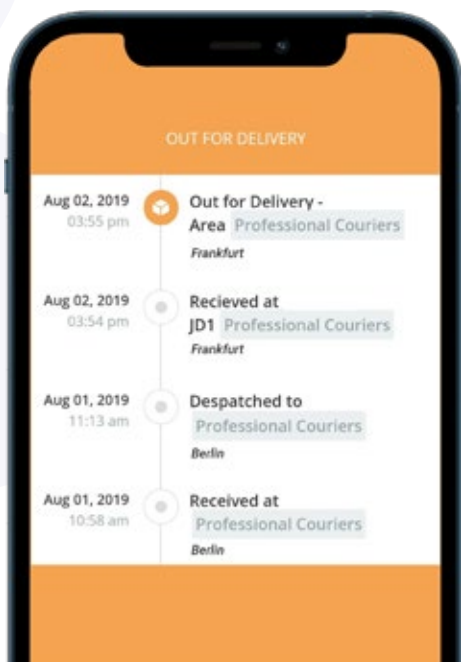 OUT FOR DELIVERY
Aug 02, 2019
03:55 pm
Out for Delivery -
Area Professional Couriers
Frankfurt
Aug 02, 2019
03:54 pm
Recieved at
JD1 Professional Couriers
Frankfurt
Aug 01, 2019
11:13 am
Despatched to
Professional Couriers
Berlin
Aug 01, 2019
10:58 am
Received at
Professional Couriers
Berlin